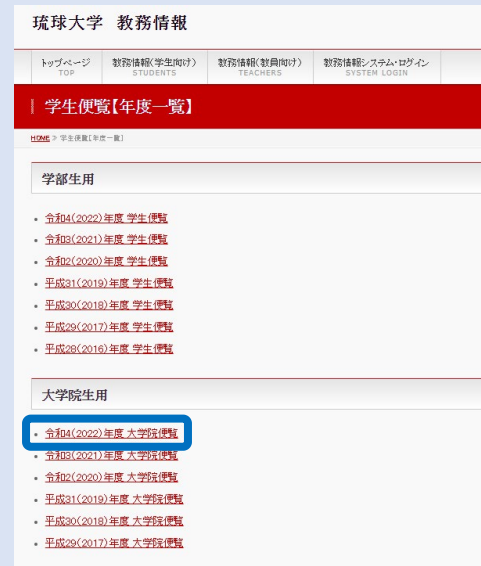 琉球大学 教務情報
トップページ 教務情報(学生向け) 教務情報(教員向け) 教務情報システム・ログイン
TOP STUDENTS TEACHERS SYSTEM LOGIN
学生便覧【年度一覧】
HOME > 学生便覧【年度一覧】
学部生用
令和4(2022)年度 学生便覧
令和3(2021)年度 学生便覧
令和2(2020)年度 学生便覧
平成31(2019)年度 学生便覧
平成30(2018)年度 学生便覧
平成29(2017)年度 学生便覧
平成28(2016)年度 学生便覧
大学院生用
令和4(2022)年度 大学院便覧
令和3(2021)年度 大学院便覧
令和2(2020)年度 大学院便覧
平成31(2019)年度 大学院便覧
平成30(2018)年度 大学院便覧
平成29(2017)年度 大学院便覧